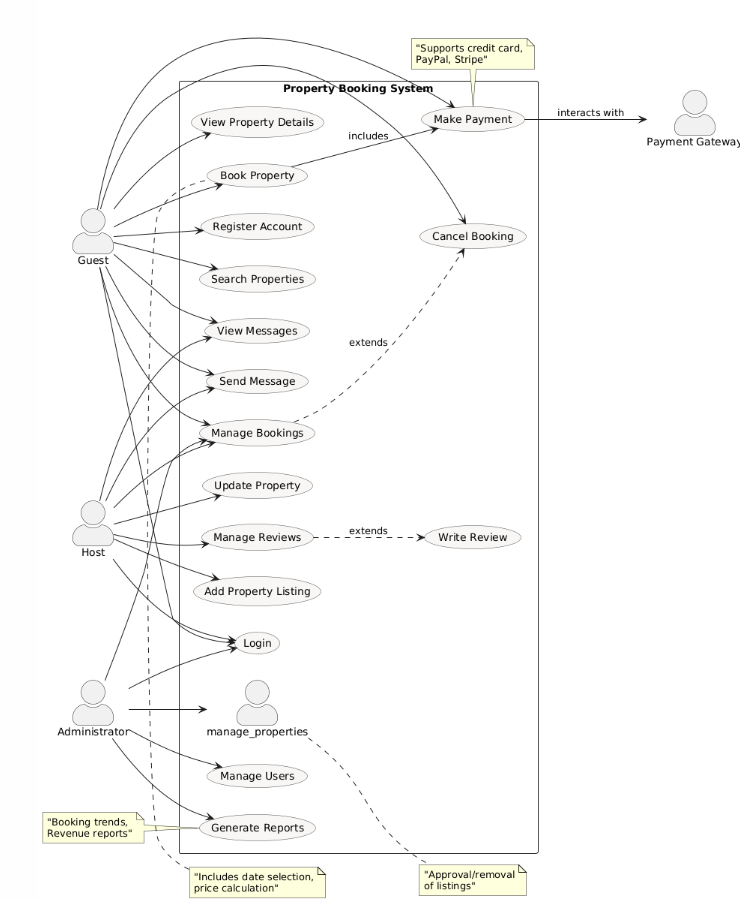 "Supports credit card,
PayPal, Stripe"
Property Booking System
View Property Details
Make Payment
interacts with
Payment Gateway
includes
Book Property
Register Account
Cancel Booking
Guest
Search Properties
View Messages
extends
Send Message
Manage Bookings
Update Property
Host
Manage Reviews
extends
Write Review
Add Property Listing
Login
Administrator
manage_properties
Manage Users
"Booking trends,
Revenue reports"
Generate Reports
"Includes date selection,
price calculation"
"Approval/removal
of listings"